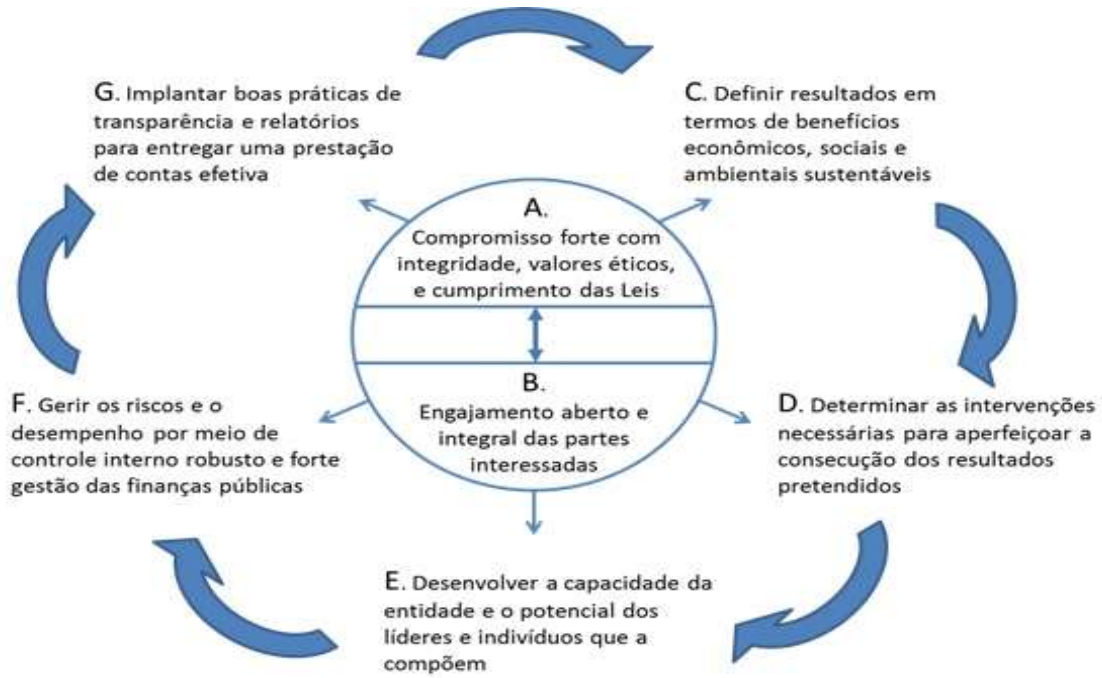 A.
Compromisso forte com
integridade, valores éticos,
e cumprimento das Leis
B.
Engajamento aberto e
integral das partes
interessadas
C. Definir resultados em
termos de benefícios
econômicos, sociais e
ambientais sustentáveis
D. Determinar as intervenções
necessárias para aperfeiçoar a
consecução dos resultados
pretendidos
E. Desenvolver a capacidade da
entidade e o potencial dos
líderes e indivíduos que a
compõem
F. Gerir os riscos e o
desempenho por meio de
controle interno robusto e forte
gestão das finanças públicas
G. Implantar boas práticas de
transparência e relatórios
para entregar uma prestação
de contas efetiva